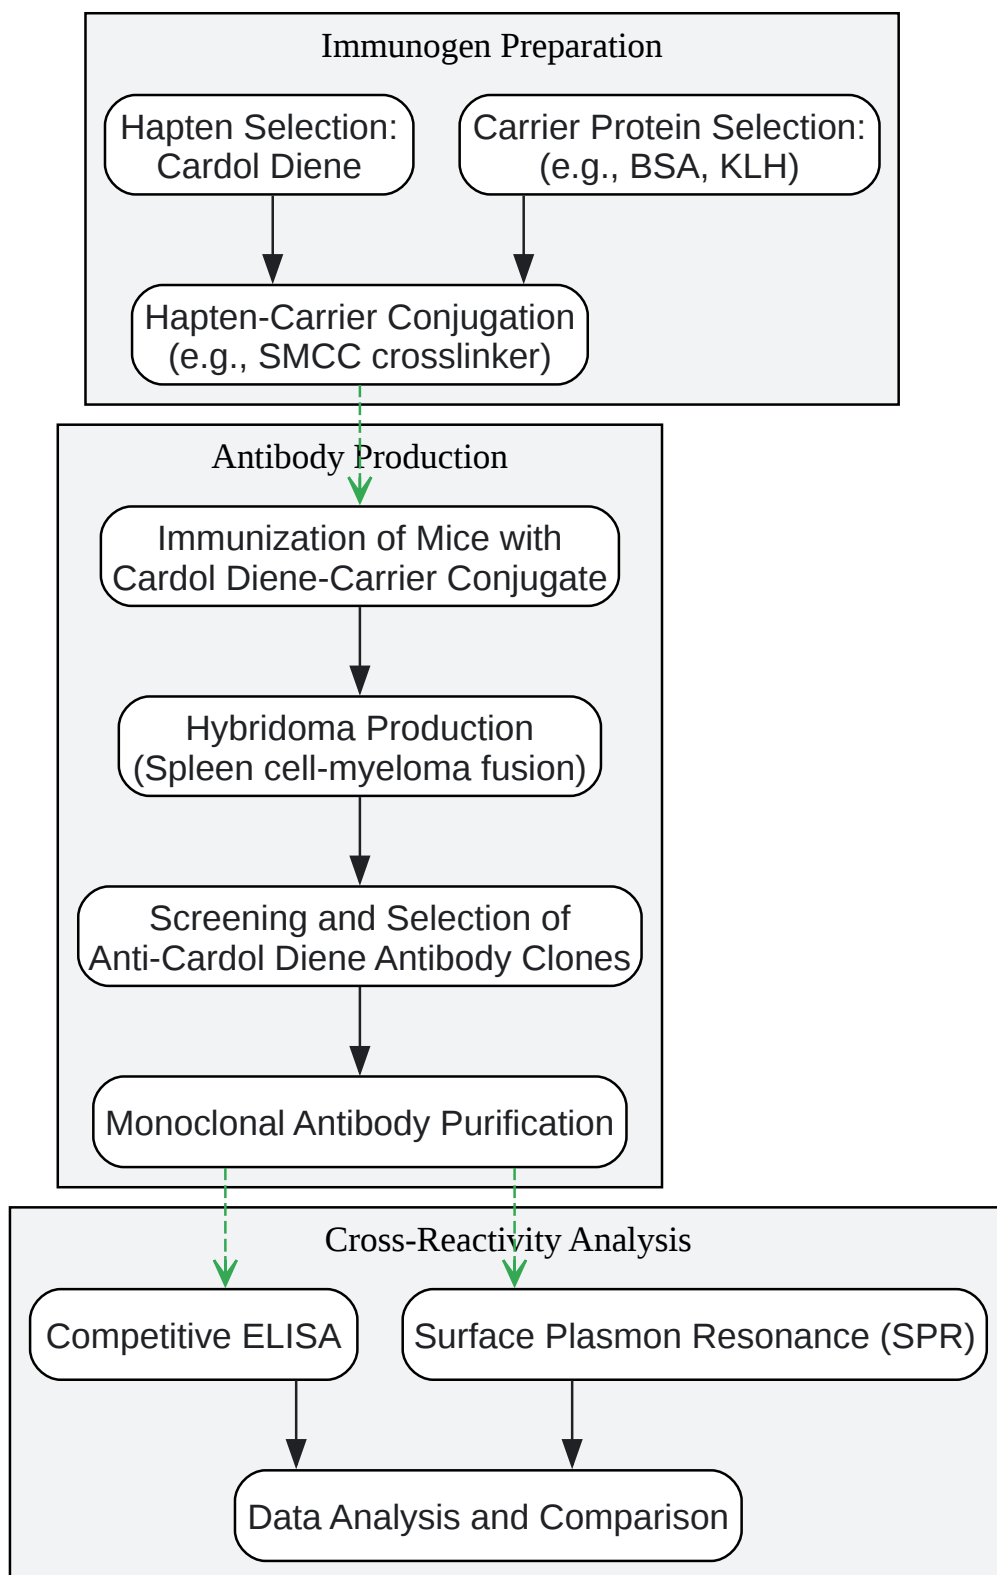 Immunogen Preparation
Hapten Selection:
Cardol Diene
Carrier Protein Selection:
(e.g., BSA, KLH)
Hapten-Carrier Conjugation
(e.g., SMCC crosslinker)
Antibody Production
Immunization of Mice with
Cardol Diene-Carrier Conjugate
Hybridoma Production
(Spleen cell-myeloma fusion)
Screening and Selection of
Anti-Cardol Diene Antibody Clones
Monoclonal Antibody Purification
Cross-Reactivity Analysis
Competitive ELISA
Surface Plasmon Resonance (SPR)
Data Analysis and Comparison